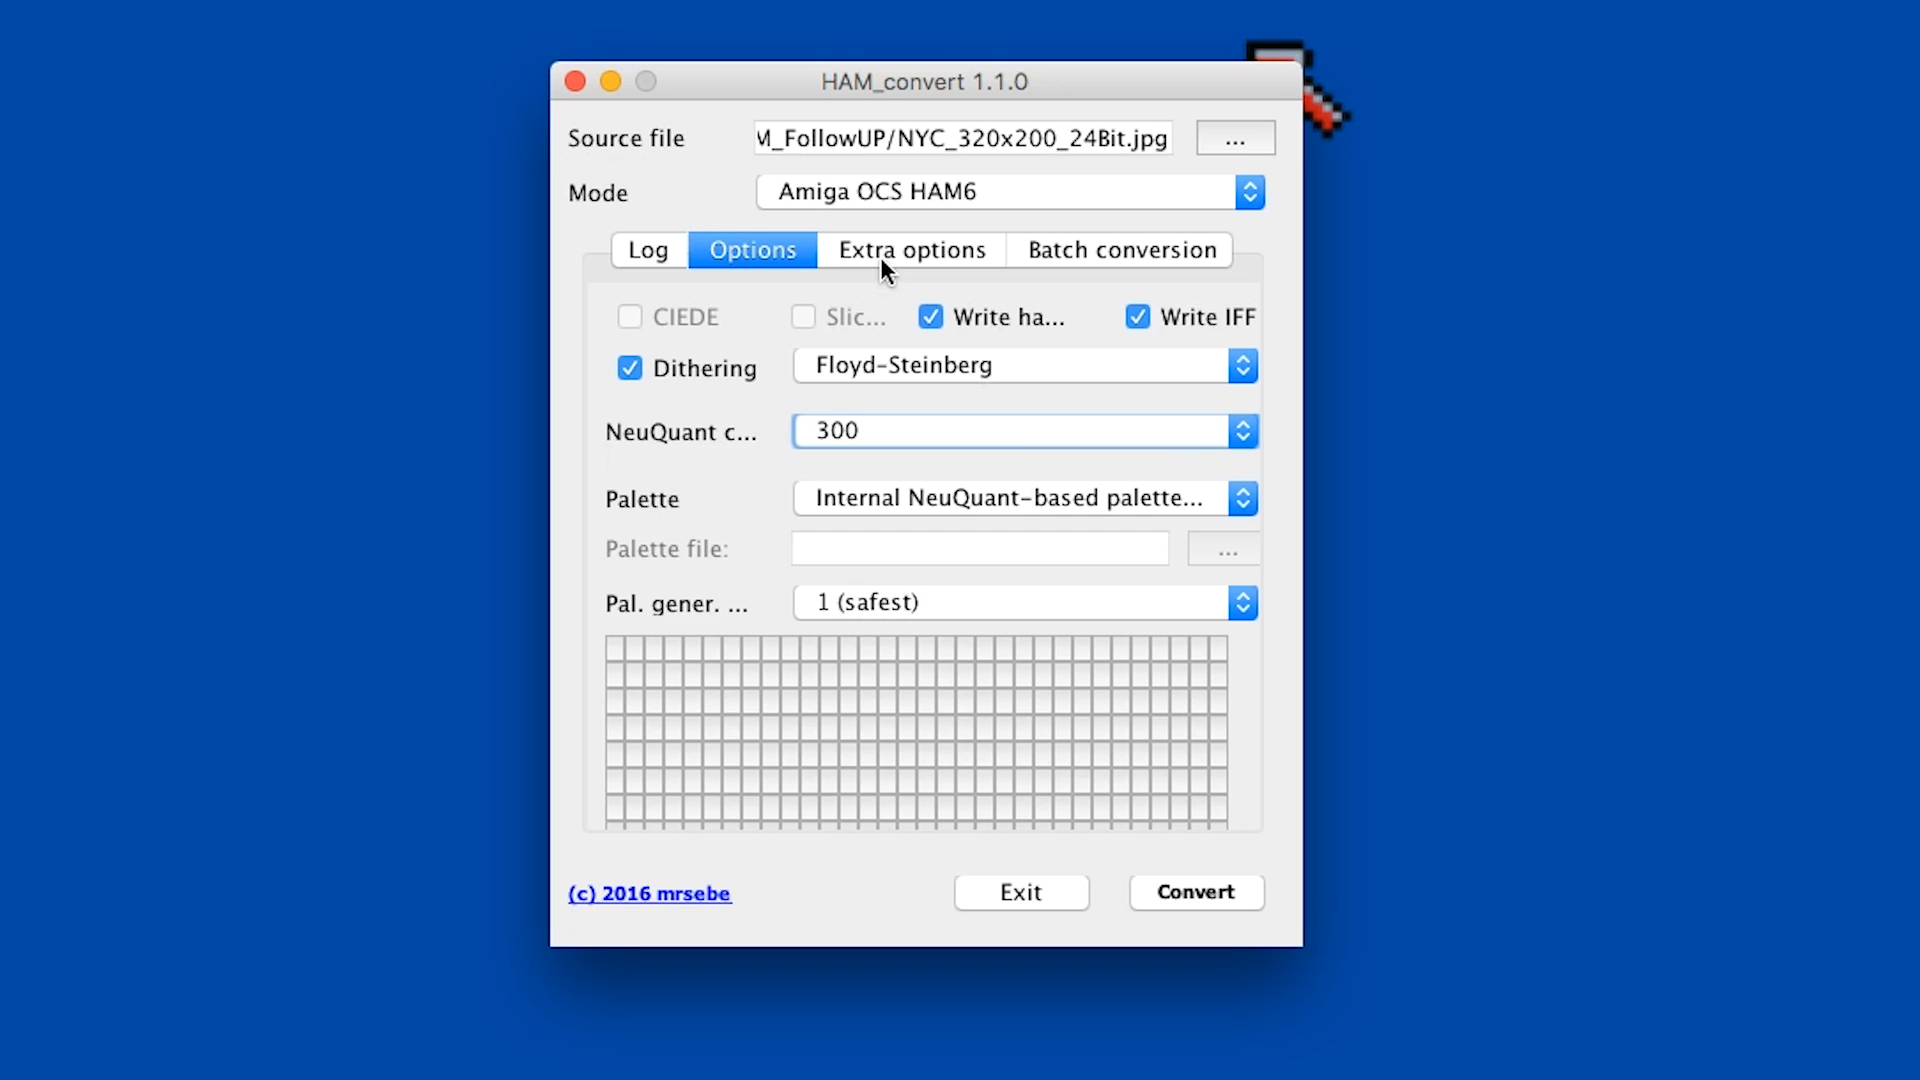 HAM_convert 1.1.0
Source file M_FollowUP/NYC_320x200_24Bit.jpg ...
Mode Amiga OCS HAM6
Log Options Extra options Batch conversion
CIEDE Slic... Write ha... Write IFF
Dithering Floyd-Steinberg
NeuQuant c... 300
Palette Internal NeuQuant-based palette...
Palette file: ...
Pal. gener. ... 1 (safest)
(c) 2016 mrsebe Exit Convert